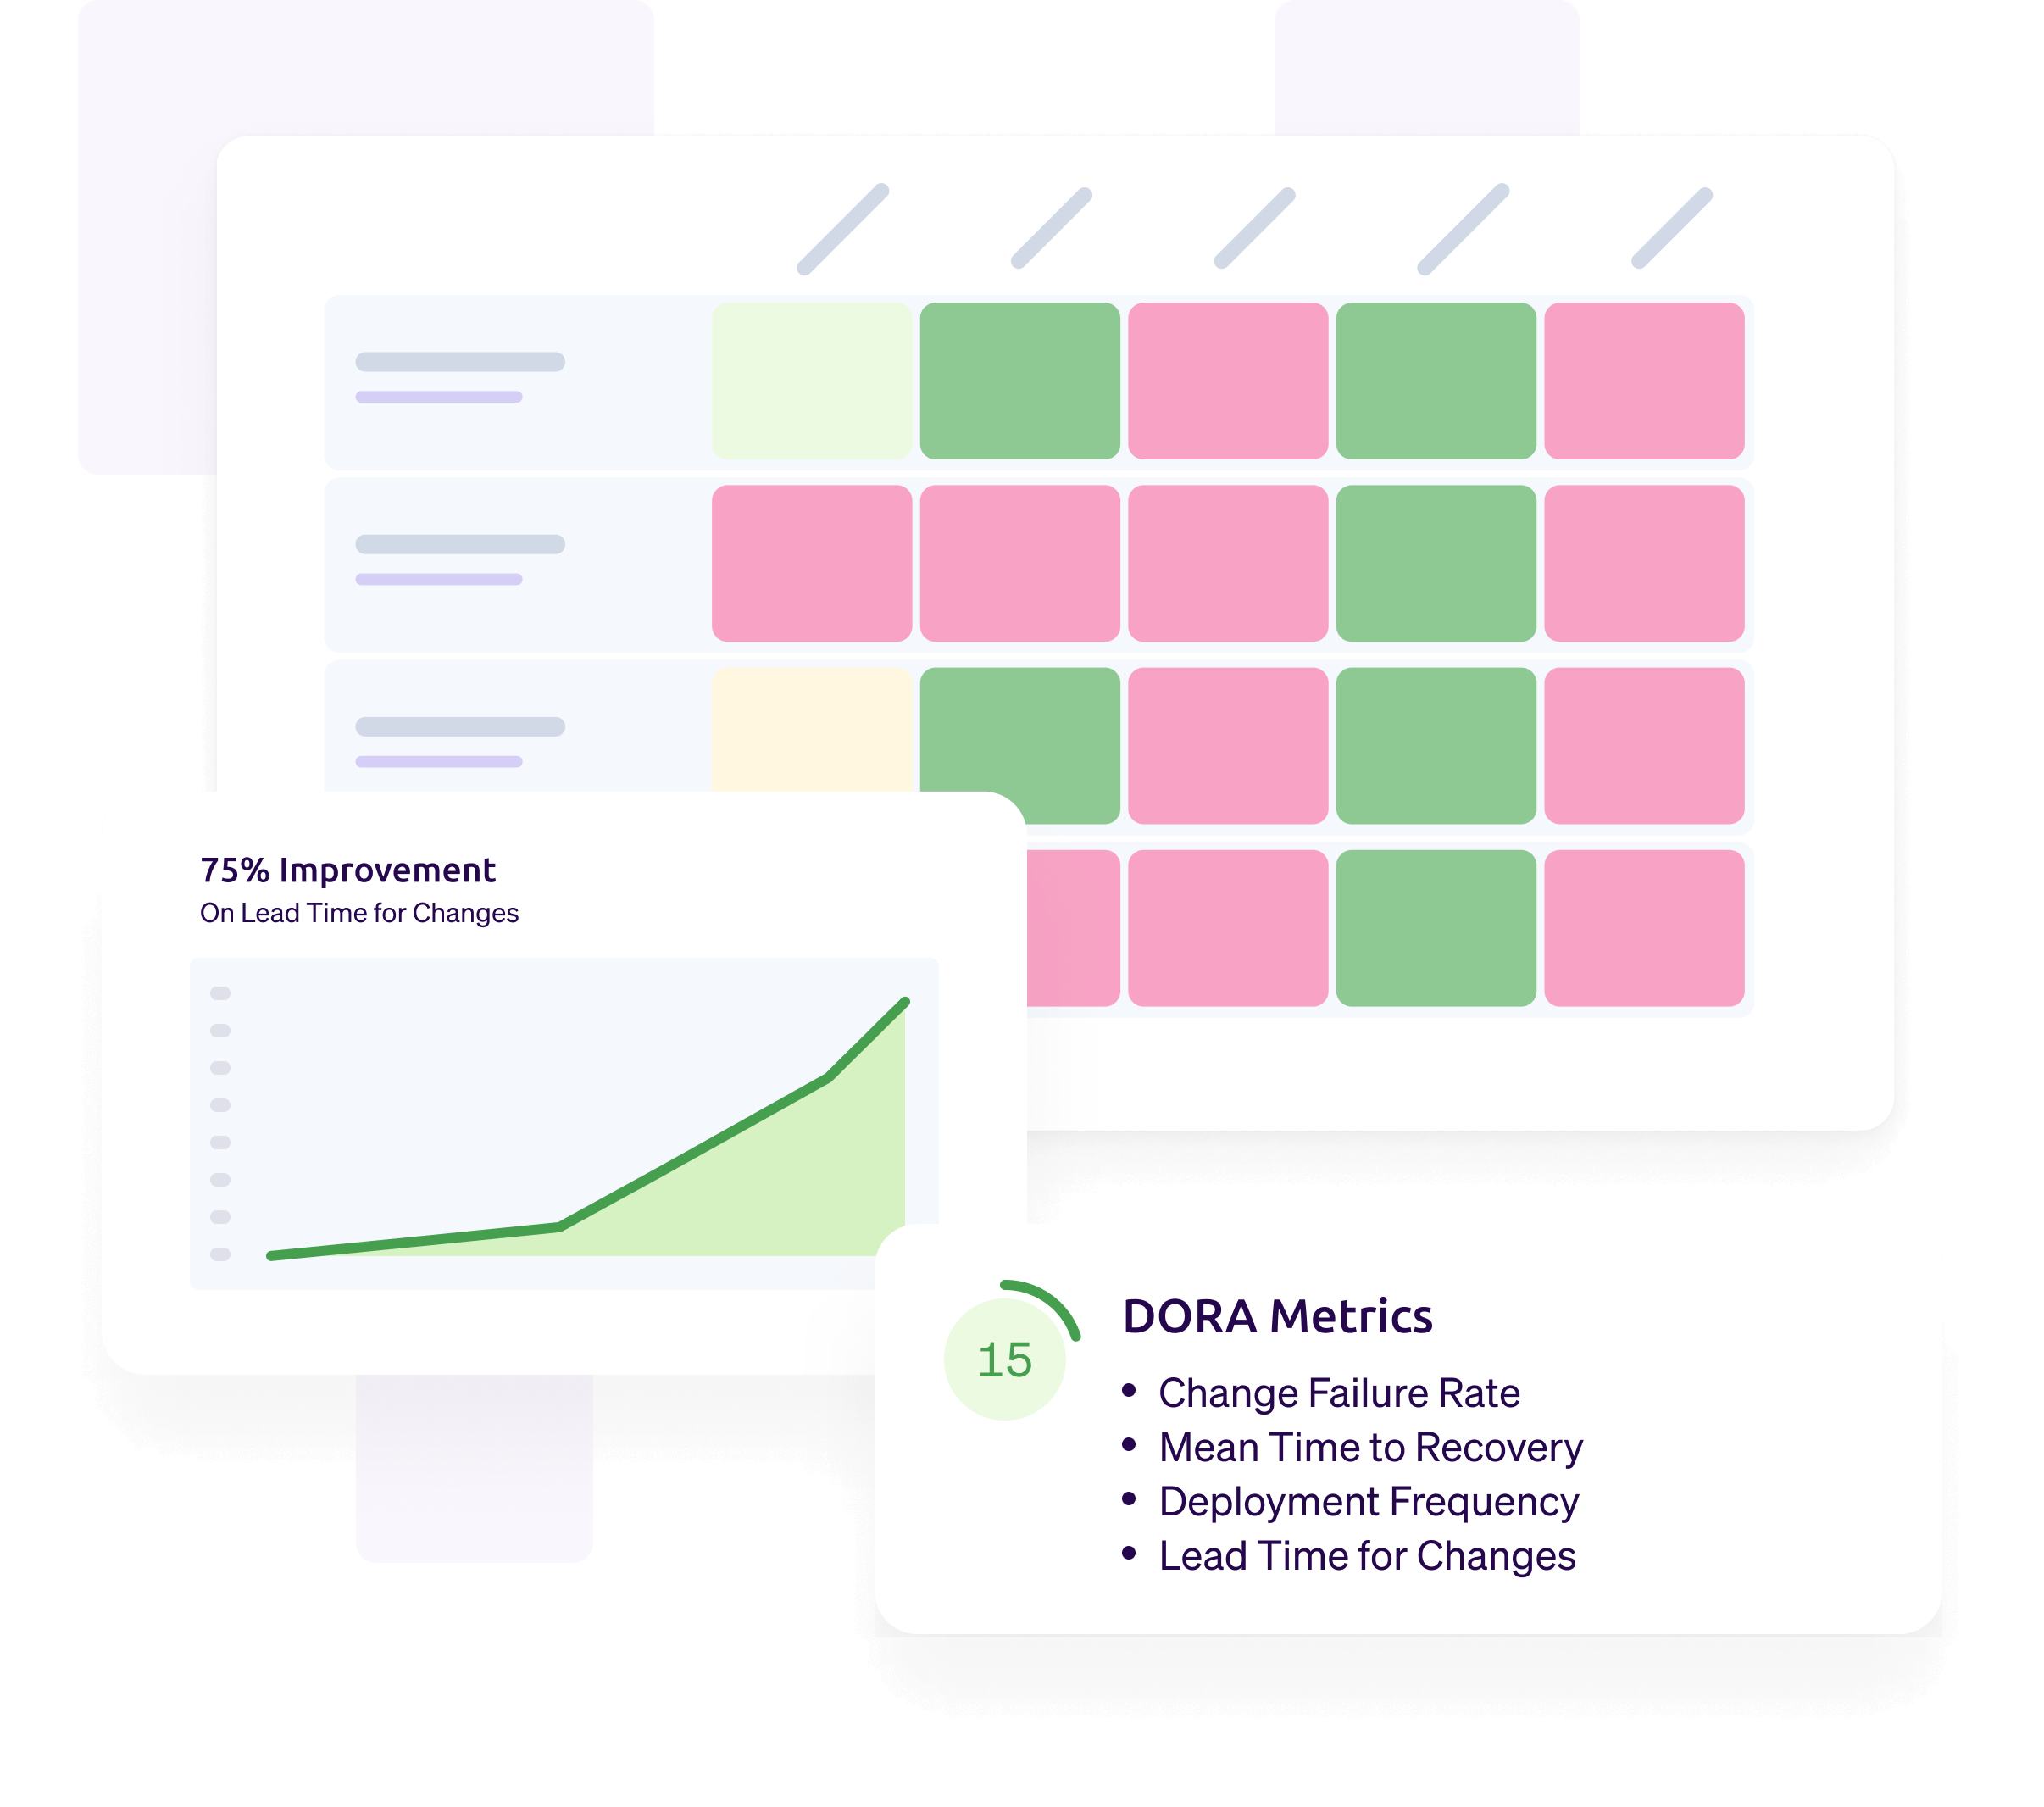 75% Improvement
On Lead Time for Changes
15
DORA Metrics
• Change Failure Rate
• Mean Time to Recovery
• Deployment Frequency
• Lead Time for Changes